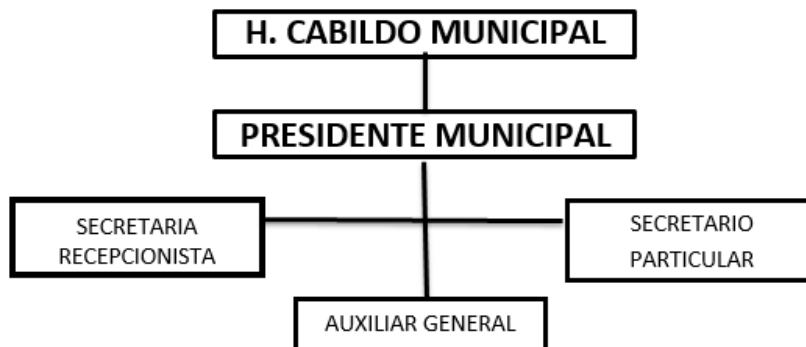 H. CABILDO MUNICIPAL
PRESIDENTE MUNICIPAL
SECRETARIA
RECEPCIONISTA
SECRETARIO
PARTICULAR
AUXILIAR GENERAL